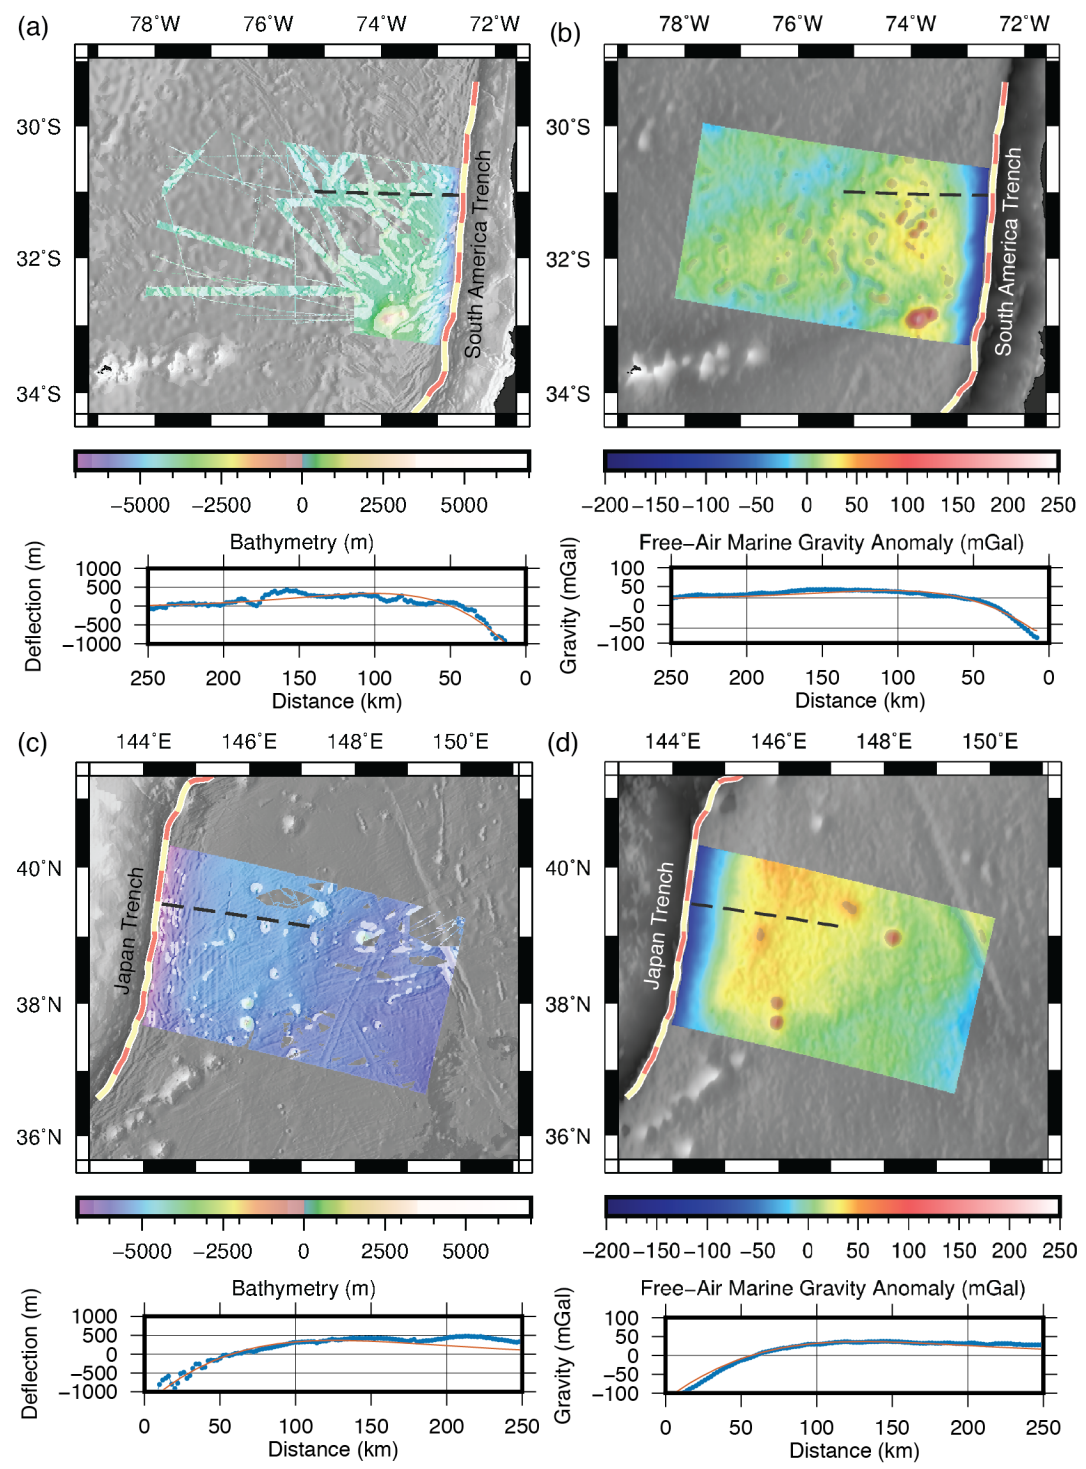 (a)
78˚W 76˚W 74˚W 72˚W
30˚S
32˚S
34˚S
South America Trench
−5000 −2500 0 2500 5000
Bathymetry (m)
Deflection (m)
1000
500
0
−500
−1000
250 200 150 100 50 0
Distance (km)
(b)
78˚W 76˚W 74˚W 72˚W
30˚S
32˚S
34˚S
South America Trench
−200 −150 −100 −50 0 50 100 150 200 250
Free−Air Marine Gravity Anomaly (mGal)
Gravity (mGal)
100
50
0
−50
−100
250 200 150 100 50 0
Distance (km)
(c)
144˚E 146˚E 148˚E 150˚E
40˚N
38˚N
36˚N
Japan Trench
−5000 −2500 0 2500 5000
Bathymetry (m)
Deflection (m)
1000
500
0
−500
−1000
0 50 100 150 200 250
Distance (km)
(d)
144˚E 146˚E 148˚E 150˚E
40˚N
38˚N
36˚N
Japan Trench
−200 −150 −100 −50 0 50 100 150 200 250
Free−Air Marine Gravity Anomaly (mGal)
Gravity (mGal)
100
50
0
−50
−100
0 50 100 150 200 250
Distance (km)